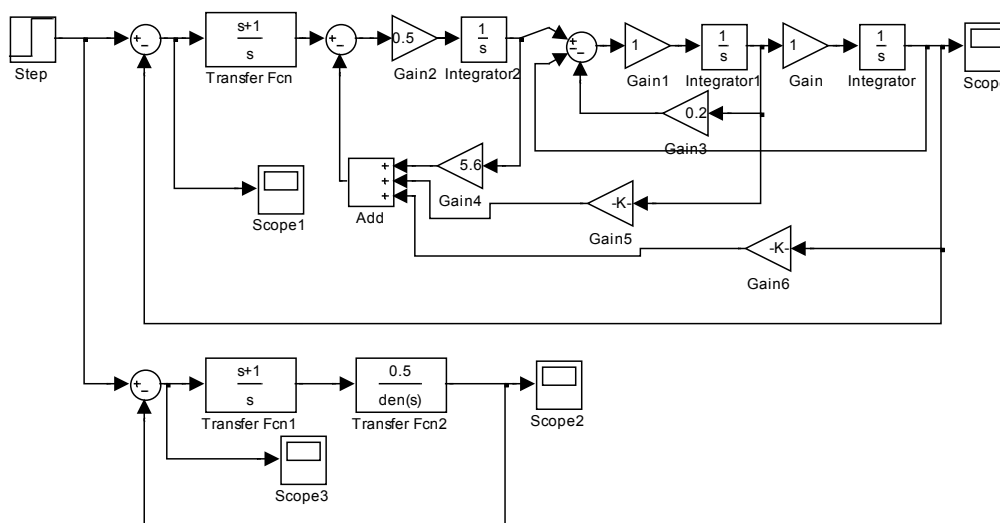 Step
+
−
s+1
s
Transfer Fcn
+
−
0.5
Gain2
1
s
Integrator2
+
−
−
1
Gain1
1
s
Integrator1
1
Gain
1
s
Integrator
Scope
0.2
Gain3
5.6
Gain4
+
+
+
Add
-K-
Gain5
-K-
Gain6
Scope1
+
−
s+1
s
Transfer Fcn1
0.5
den(s)
Transfer Fcn2
Scope2
Scope3